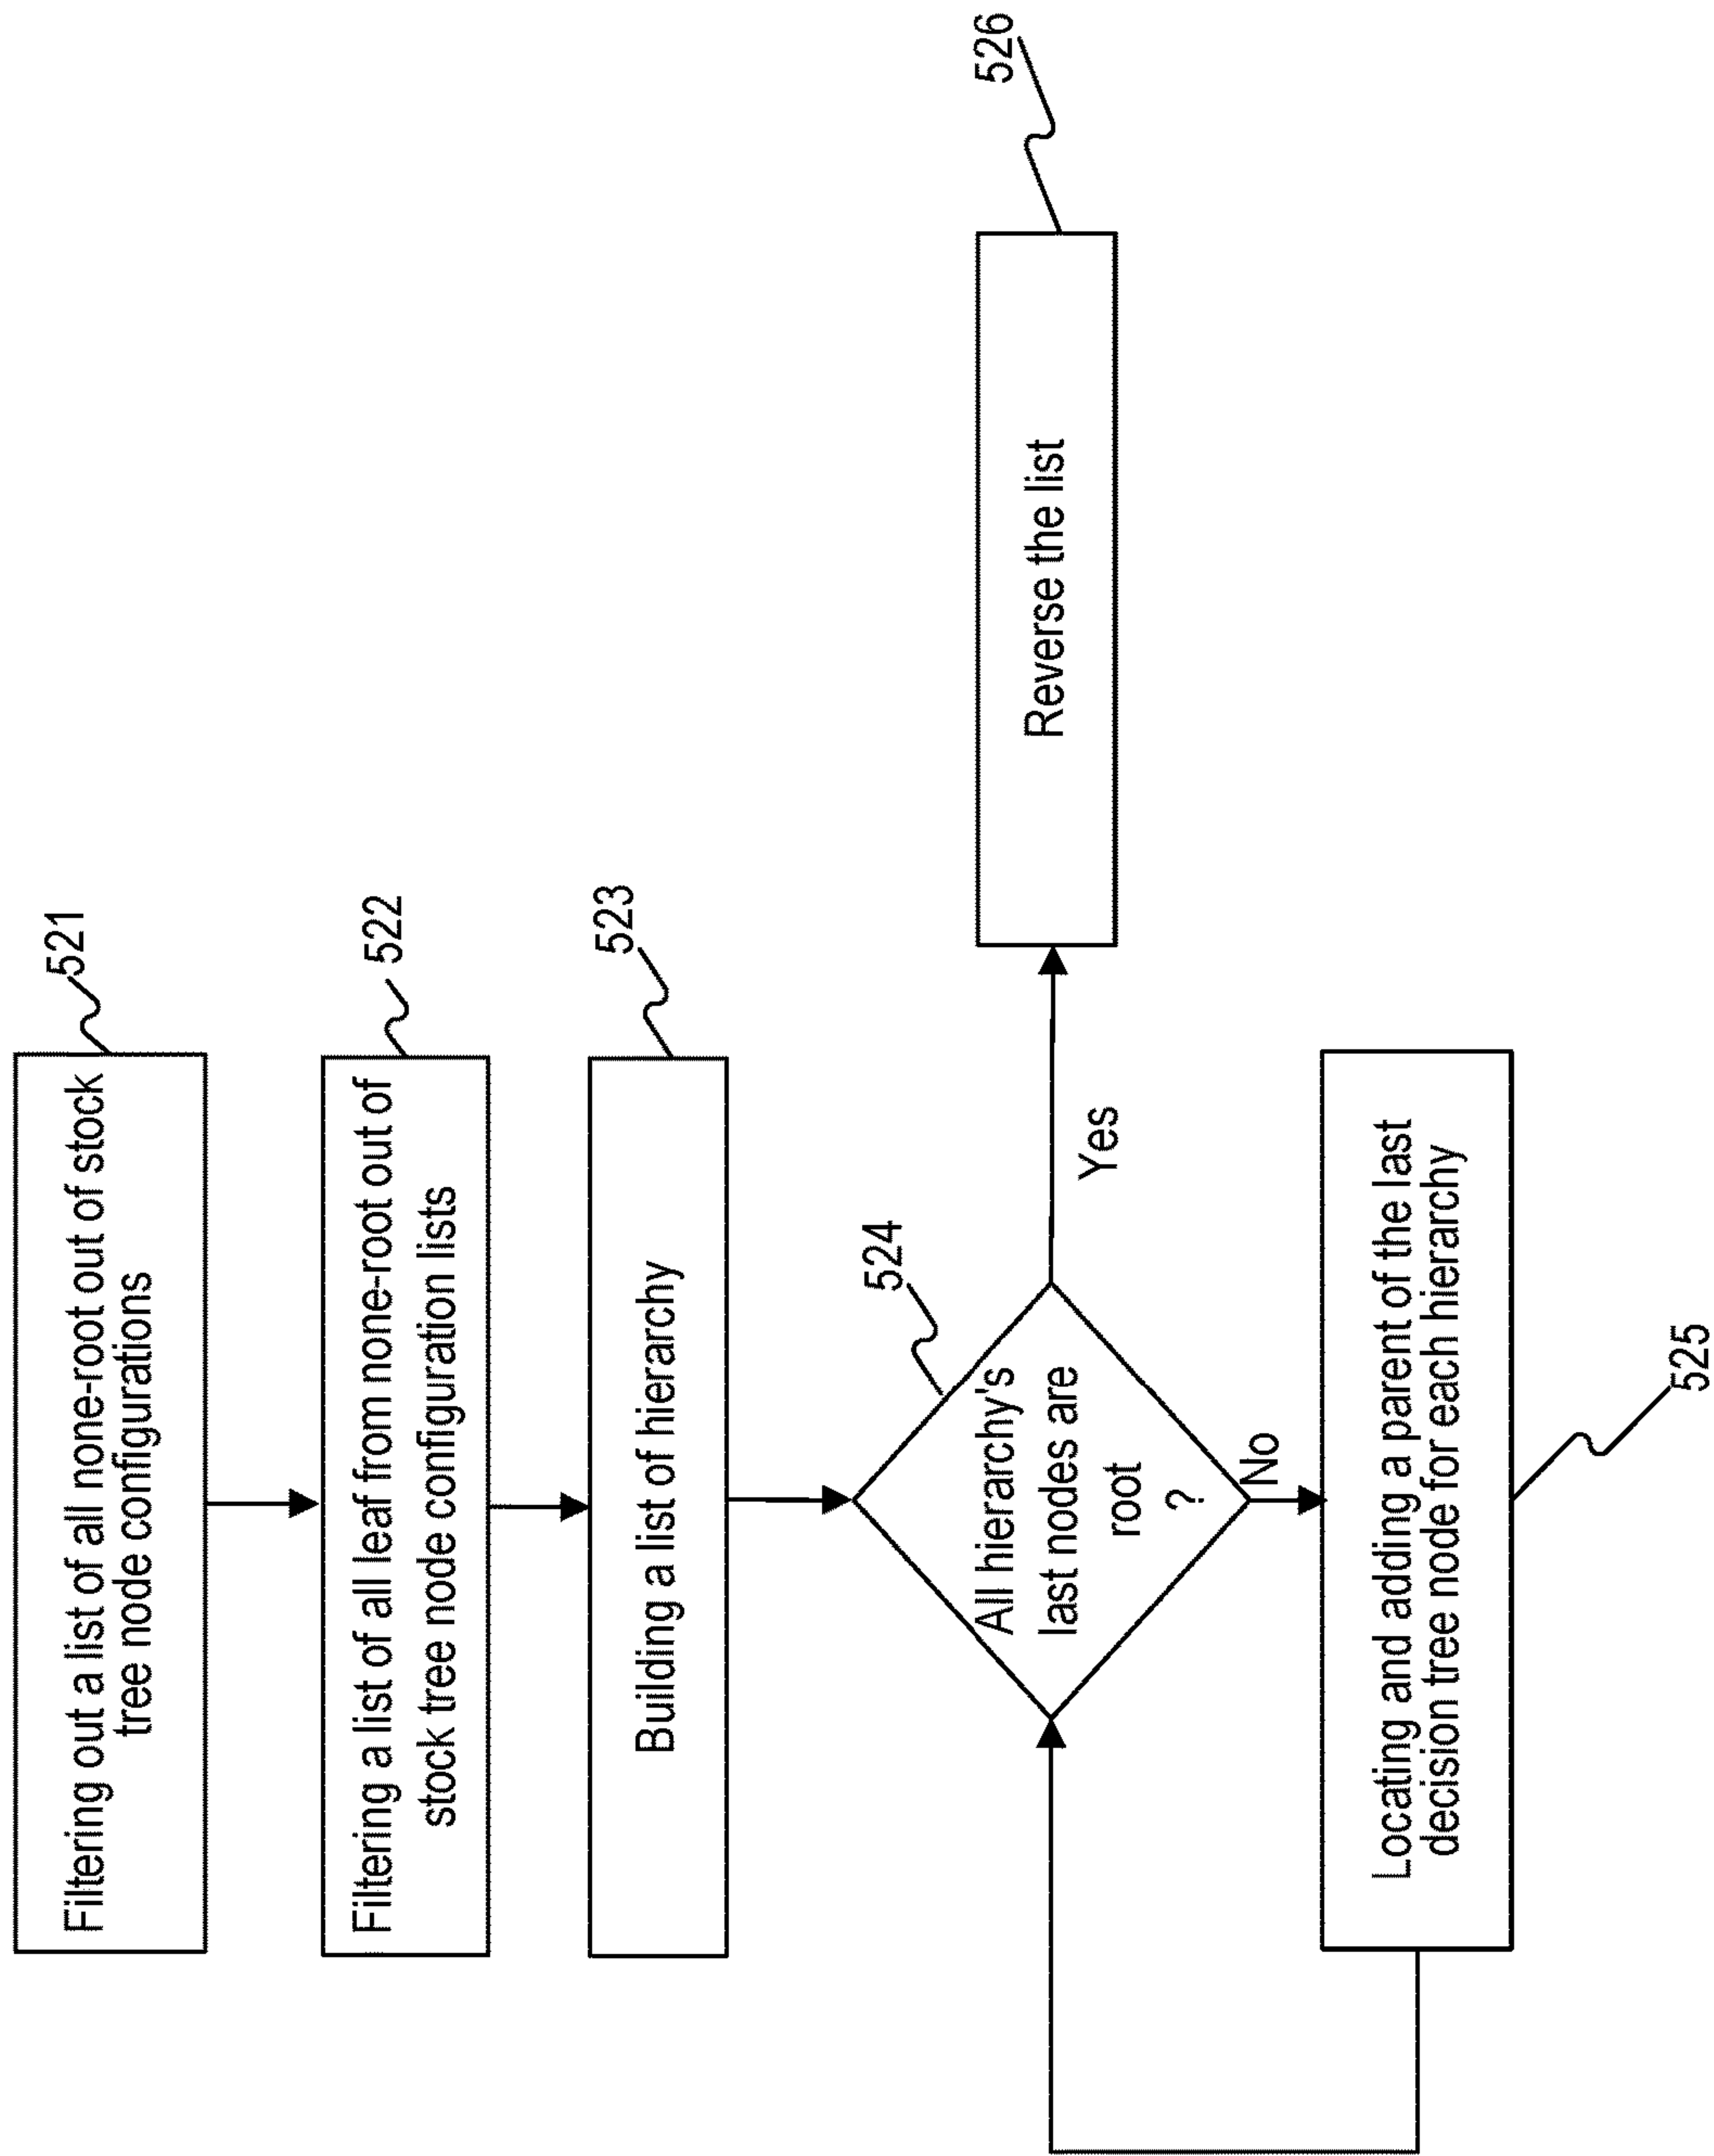 Filtering out a list of all none-root out of stock
tree node configurations
521
Filtering a list of all leaf from none-root out of
stock tree node configuration lists
522
Building a list of hierarchy
523
All hierarchy's
last nodes are
root
?
524
Yes
Reverse the list
526
No
Locating and adding a parent of the last
decision tree node for each hierarchy
525